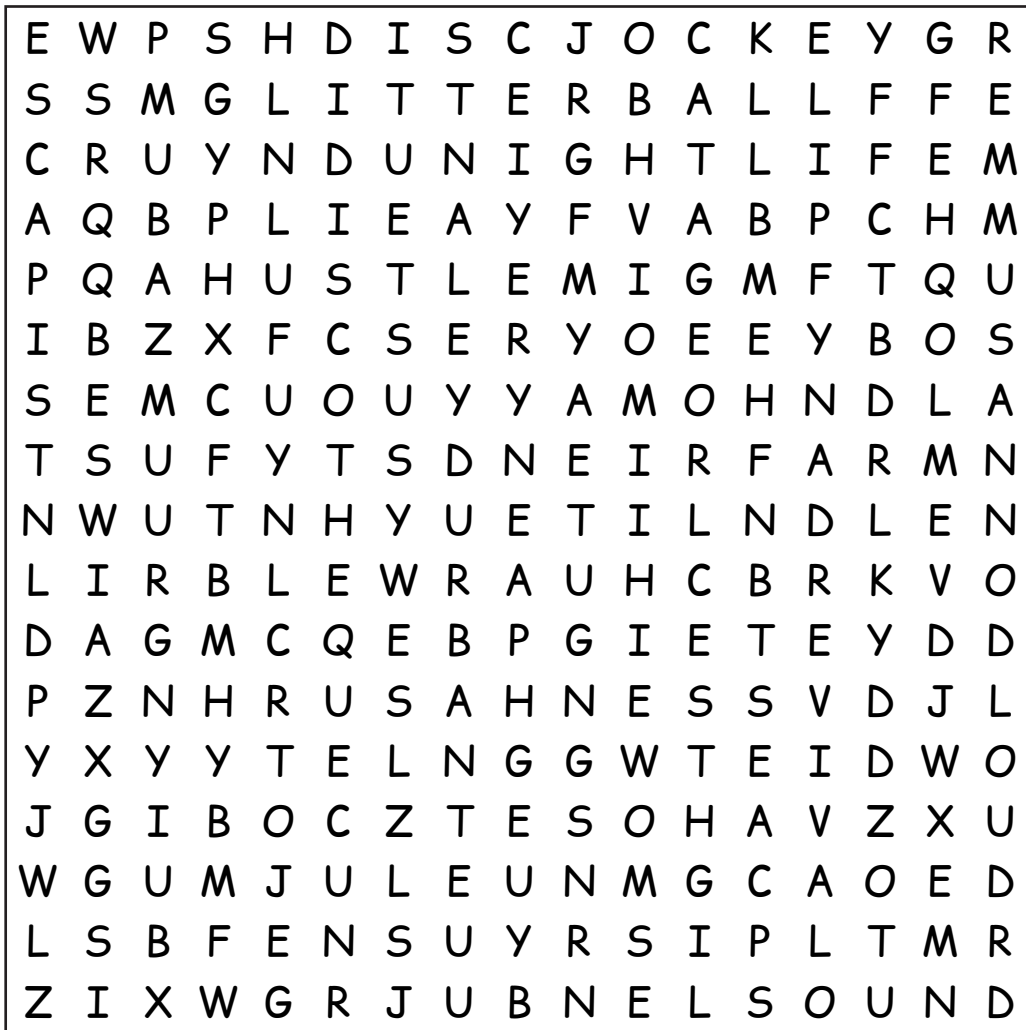 E W P S H D I S C J O C K E Y G R
S S M G L I T T E R B A L L F F E
C R U Y N D U N I G H T L I F E M
A Q B P L I E A Y F V A B P C H M
P Q A H U S T L E M I G M F T Q U
I B Z X F C S E R Y O E E Y B O S
S E M C U O U Y Y A M O H N D L A
T S U F Y T S D N E I R F A R M N
N W U T N H Y U E T I L N D L E N
L I R B L E W R A U H C B R K V O
D A G M C Q E B P G I E T E Y D D
P Z N H R U S A H N E S S V D J L
Y X Y Y T E L N G G W T E I D W O
J G I B O C Z T E S O H A V Z X U
W G U M J U L E U N M G C A O E D
L S B F E N S U Y R S I P L T M R
Z I X W G R J U B N E L S O U N D